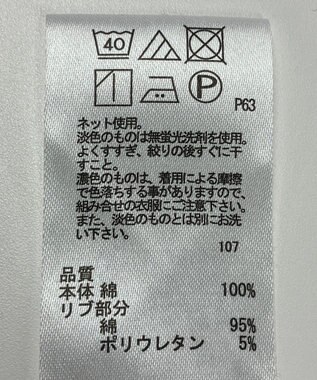 40
P
P63
ネット使用。
淡色のものは無蛍光洗剤を使用。
よくすすぎ、絞りの後すぐに干
すこと。
濃色のものは、着用による摩擦
で色落ちする事がありますので、
組み合せの衣服にご注意下さい。
また、淡色のものとは別にお洗
い下さい。
107
品質
本体 綿 100%
リブ部分
綿 95%
ポリウレタン 5%